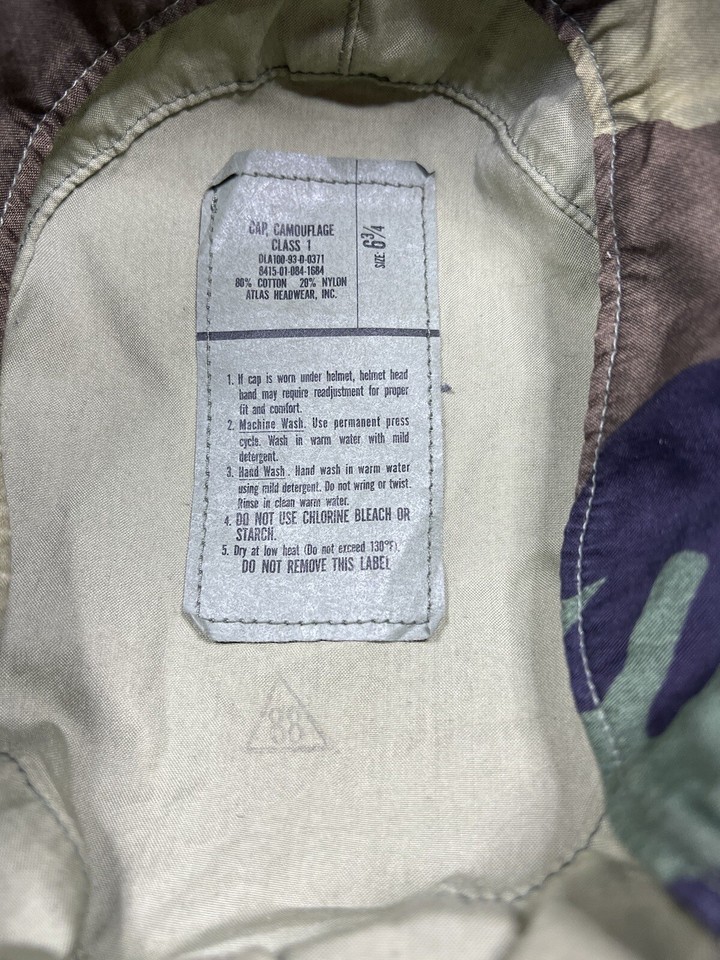 CAP, CAMOUFLAGE
CLASS 1
DLA100-93-D-0371
8415-01-084-1684
80% COTTON 20% NYLON
ATLAS HEADWEAR, INC.
SIZE 6 3/4
1. If cap is worn under helmet, helmet head
band may require readjustment for proper
fit and comfort.
2. Machine Wash. Use permanent press
cycle. Wash in warm water with mild
detergent.
3. Hand Wash. Hand wash in warm water
using mild detergent. Do not wring or twist.
Rinse in clean warm water.
4. DO NOT USE CHLORINE BLEACH OR
STARCH.
5. Dry at low heat (Do not exceed 130°F).
DO NOT REMOVE THIS LABEL
88